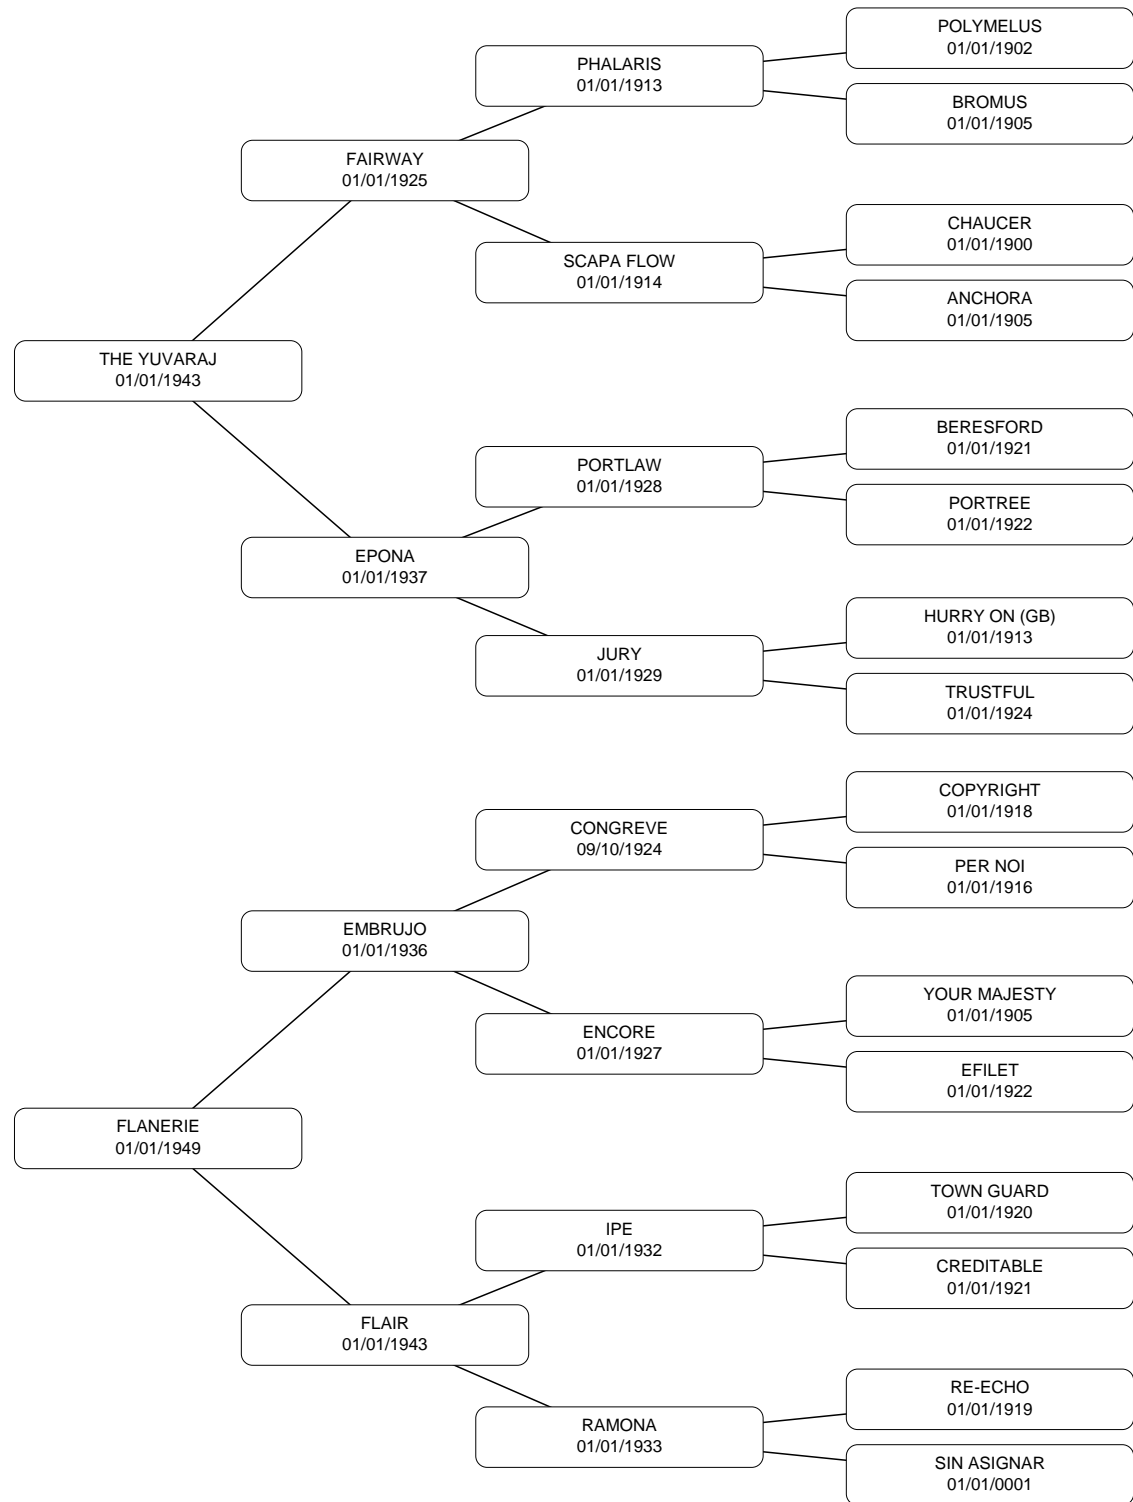 POLYMELUS
01/01/1902
PHALARIS
01/01/1913
BROMUS
01/01/1905
FAIRWAY
01/01/1925
CHAUCER
01/01/1900
SCAPA FLOW
01/01/1914
ANCHORA
01/01/1905
THE YUVARAJ
01/01/1943
BERESFORD
01/01/1921
PORTLAW
01/01/1928
PORTREE
01/01/1922
EPONA
01/01/1937
HURRY ON (GB)
01/01/1913
JURY
01/01/1929
TRUSTFUL
01/01/1924
COPYRIGHT
01/01/1918
CONGREVE
09/10/1924
PER NOI
01/01/1916
EMBRUJO
01/01/1936
YOUR MAJESTY
01/01/1905
ENCORE
01/01/1927
EFILET
01/01/1922
FLANERIE
01/01/1949
TOWN GUARD
01/01/1920
IPE
01/01/1932
CREDITABLE
01/01/1921
FLAIR
01/01/1943
RE-ECHO
01/01/1919
RAMONA
01/01/1933
SIN ASIGNAR
01/01/0001